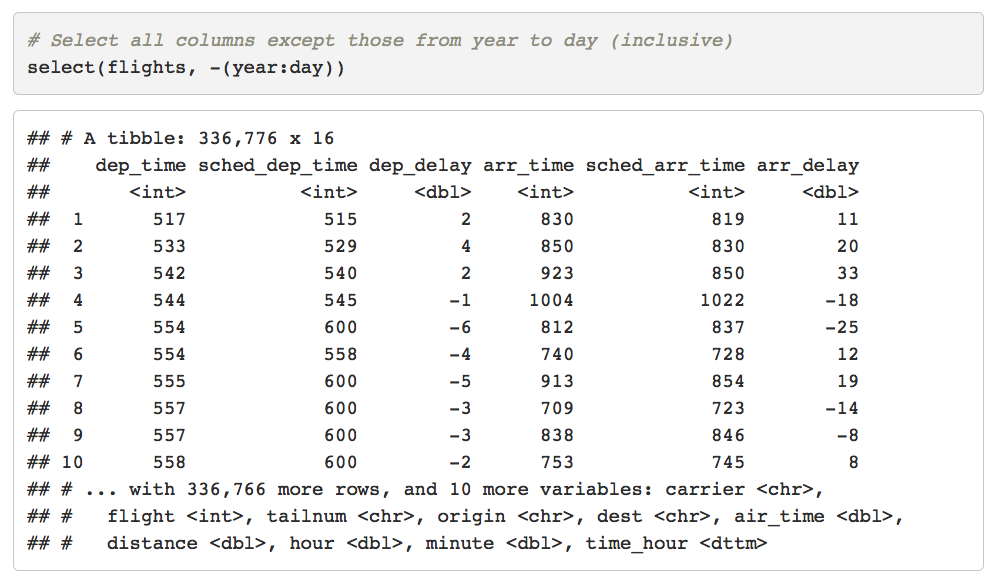 # Select all columns except those from year to day (inclusive)
select(flights, -(year:day))
## # A tibble: 336,776 x 16
##    dep_time sched_dep_time dep_delay arr_time sched_arr_time arr_delay
##       <int>          <int>     <dbl>    <int>          <int>     <dbl>
##  1      517            515         2      830            819        11
##  2      533            529         4      850            830        20
##  3      542            540         2      923            850        33
##  4      544            545        -1     1004           1022       -18
##  5      554            600        -6      812            837       -25
##  6      554            558        -4      740            728        12
##  7      555            600        -5      913            854        19
##  8      557            600        -3      709            723       -14
##  9      557            600        -3      838            846        -8
## 10      558            600        -2      753            745         8
## # ... with 336,766 more rows, and 10 more variables: carrier <chr>,
## #   flight <int>, tailnum <chr>, origin <chr>, dest <chr>, air_time <dbl>,
## #   distance <dbl>, hour <dbl>, minute <dbl>, time_hour <dttm>